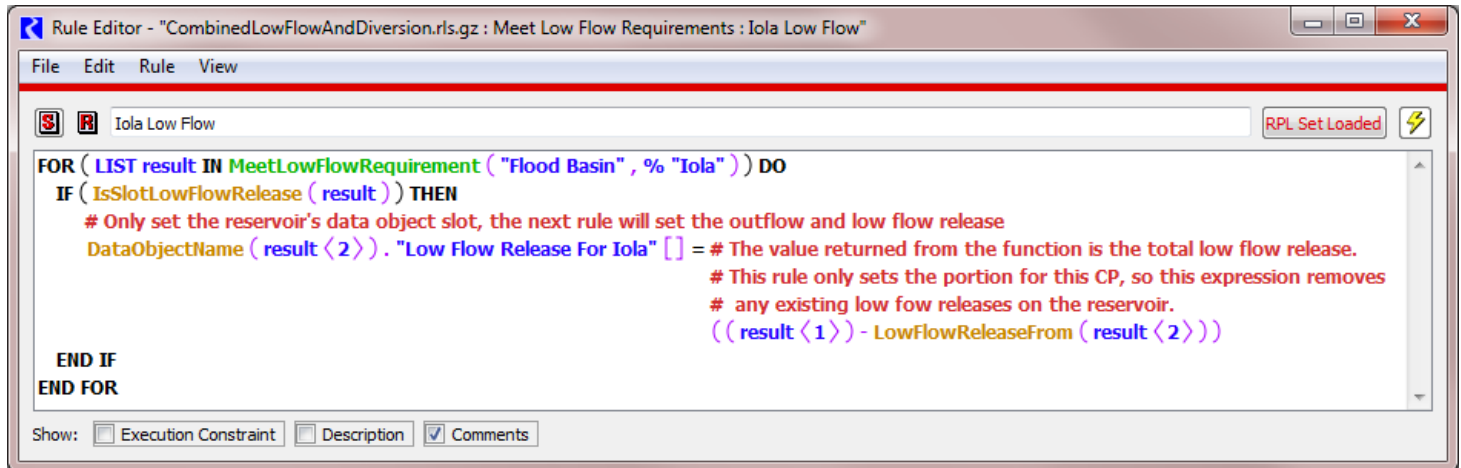 Rule Editor - "CombinedLowFlowAndDiversion.rls.gz : Meet Low Flow Requirements : Iola Low Flow"
File Edit Rule View
S R Iola Low Flow RPL Set Loaded
FOR ( LIST result IN MeetLowFlowRequirement ( "Flood Basin" , % "Iola" ) ) DO
IF ( IsSlotLowFlowRelease ( result ) ) THEN
# Only set the reservoir's data object slot, the next rule will set the outflow and low flow release
DataObjectName ( result 〈2〉 ) . "Low Flow Release For Iola" [ ] = # The value returned from the function is the total low flow release.
# This rule only sets the portion for this CP, so this expression removes
# any existing low fow releases on the reservoir.
( ( result 〈1〉 ) - LowFlowReleaseFrom ( result 〈2〉 ) )
END IF
END FOR
Show: Execution Constraint Description Comments